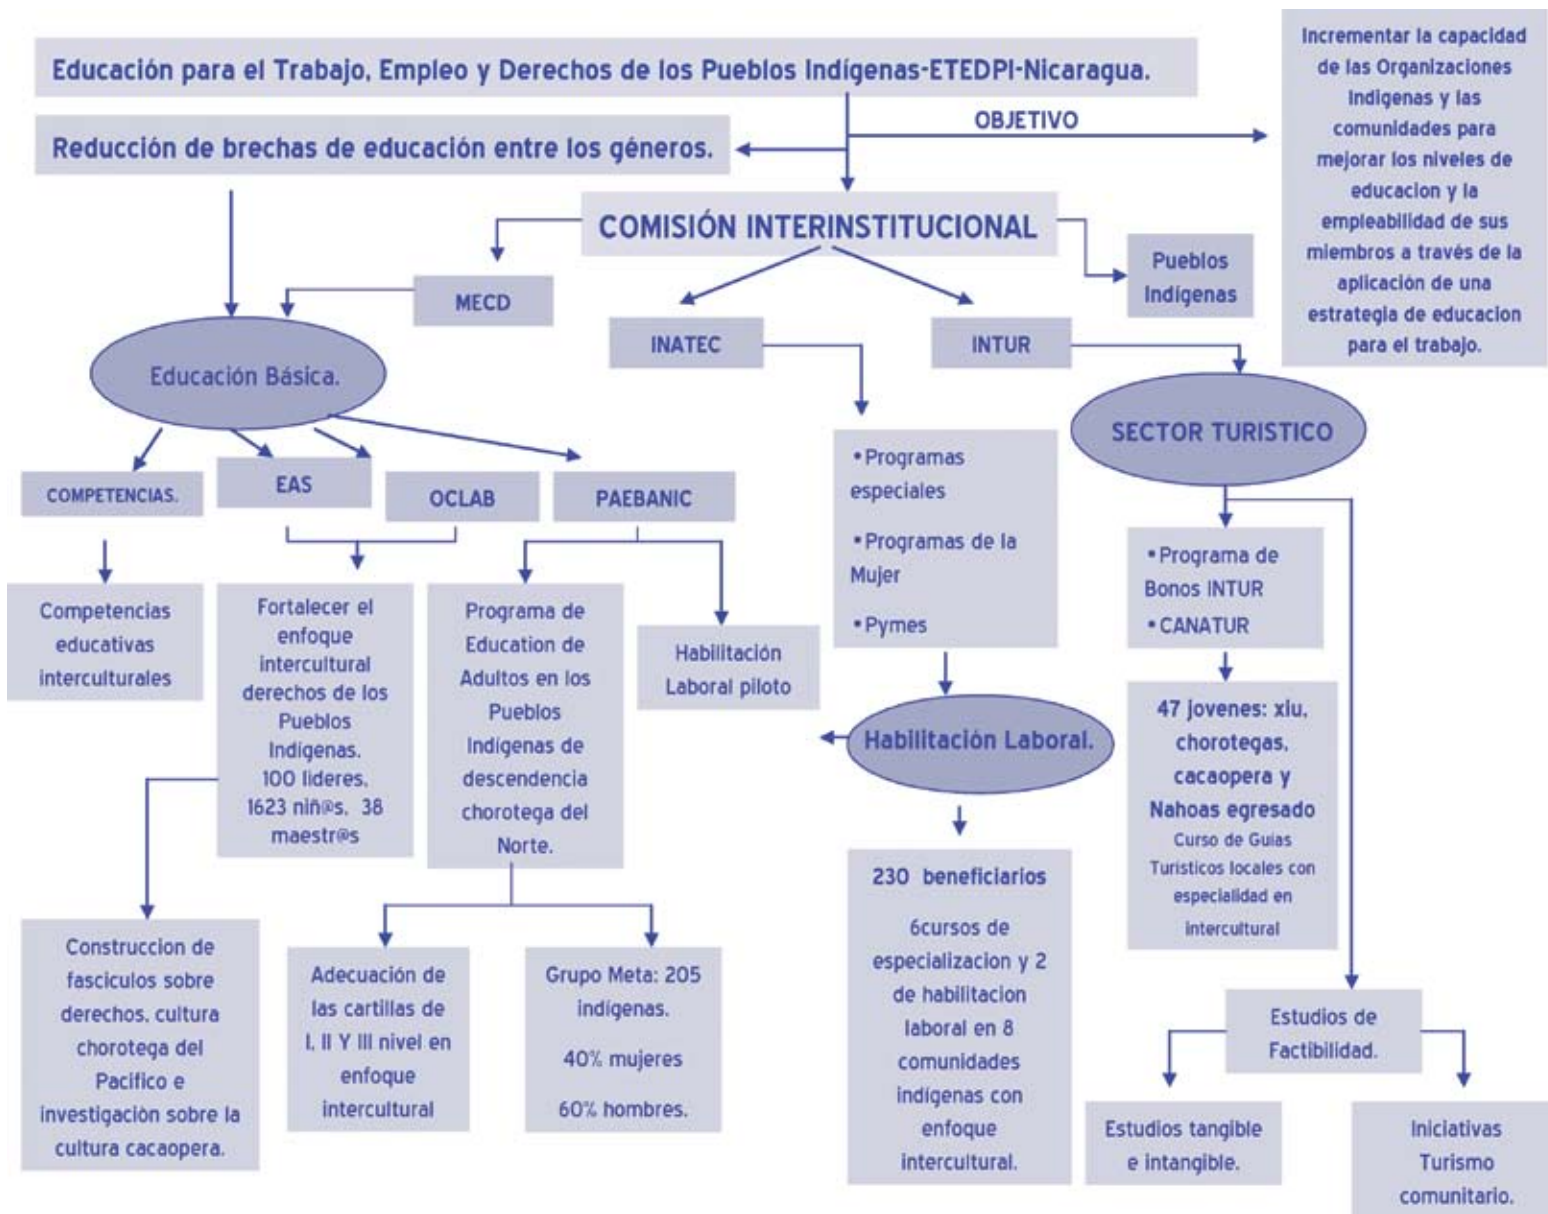 Educación para el Trabajo, Empleo y Derechos de los Pueblos Indígenas-ETEDPI-Nicaragua.
Incrementar la capacidad
de las Organizaciones
Indigenas y las
comunidades para
mejorar los niveles de
educacion y la
empleabilidad de sus
miembros a través de la
aplicación de una
estrategia de educacion
para el trabajo.
OBJETIVO
Reducción de brechas de educación entre los géneros.
COMISIÓN INTERINSTITUCIONAL
MECD
INATEC
INTUR
Pueblos
Indígenas
Educación Básica.
SECTOR TURISTICO
COMPETENCIAS.
EAS
OCLAB
PAEBANIC
•Programas
especiales
•Programas de la
Mujer
•Pymes
•Programa de
Bonos INTUR
•CANATUR
Competencias
educativas
interculturales
Fortalecer el
enfoque
intercultural
derechos de los
Pueblos
Indígenas.
100 lideres,
1623 niñ@s, 38
maestr@s
Programa de
Education de
Adultos en los
Pueblos
Indígenas de
descendencia
chorotega del
Norte.
Habilitación
Laboral piloto
Habilitación Laboral.
47 jovenes: xiu,
chorotegas,
cacaopera y
Nahoas egresado
Curso de Guias
Turisticos locales con
especialidad en
intercultural
230 beneficiarios
6cursos de
especializacion y 2
de habilitacion
laboral en 8
comunidades
indígenas con
enfoque
intercultural.
Construccion de
fasciculos sobre
derechos, cultura
chorotega del
Pacifico e
investigación sobre la
cultura cacaopera.
Adecuación de
las cartillas de
I, II Y III nivel en
enfoque
intercultural
Grupo Meta: 205
indígenas.
40% mujeres
60% hombres.
Estudios de
Factibilidad.
Estudios tangible
e intangible.
Iniciativas
Turismo
comunitario.